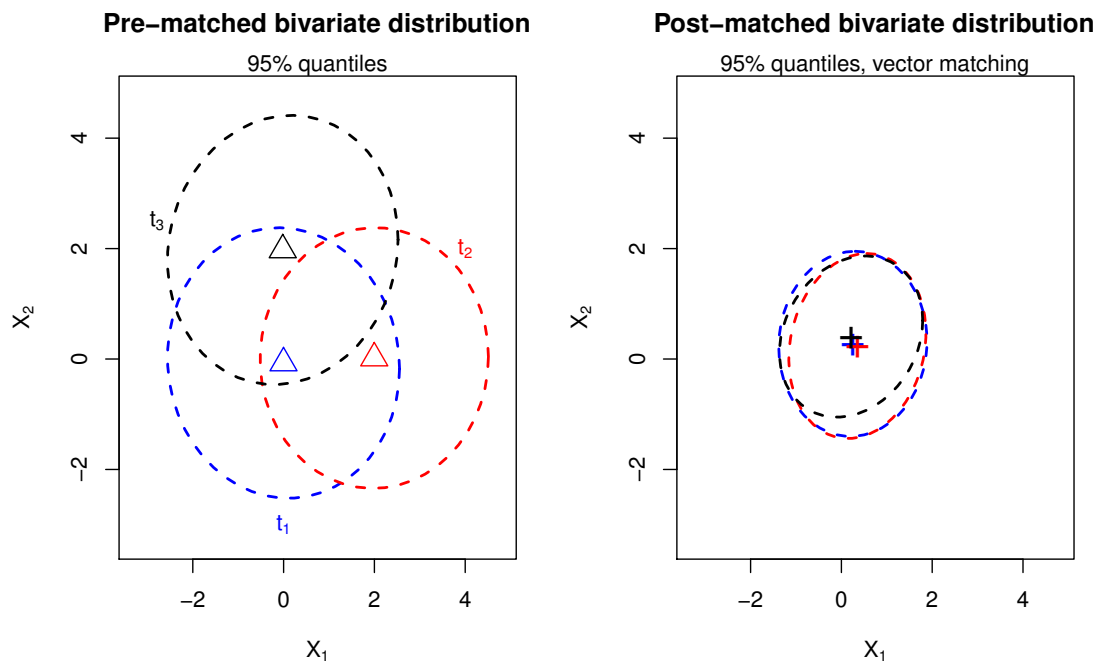 Pre−matched bivariate distribution
95% quantiles
4
2
0
−2
X2
t3
t2
t1
−2 0 2 4
X1
Post−matched bivariate distribution
95% quantiles, vector matching
4
2
0
−2
X2
−2 0 2 4
X1